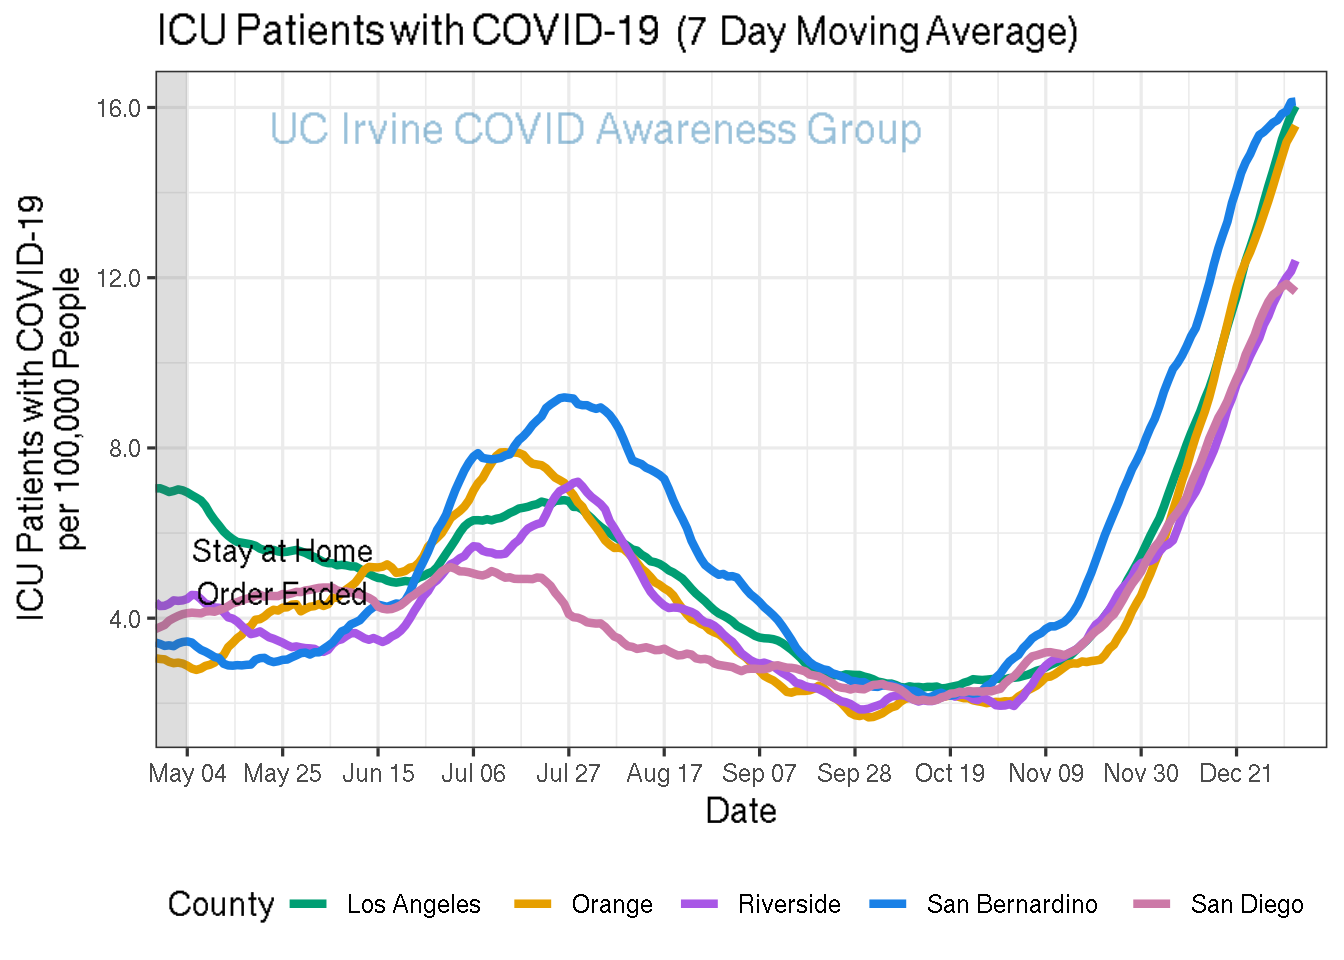 ICU Patients with COVID-19 (7 Day Moving Average)
UC Irvine COVID Awareness Group
ICU Patients with COVID-19
per 100,000 People
16.0
12.0
8.0
4.0
Stay at Home
Order Ended
May 04 May 25 Jun 15 Jul 06 Jul 27 Aug 17 Sep 07 Sep 28 Oct 19 Nov 09 Nov 30 Dec 21
Date
County Los Angeles Orange Riverside San Bernardino San Diego